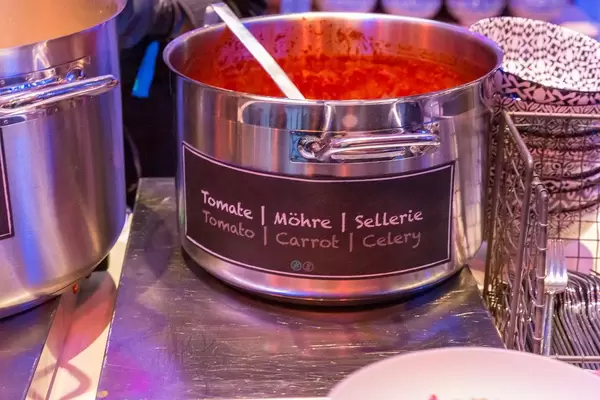 Tomate | Möhre | Sellerie
Tomato | Carrot | Celery